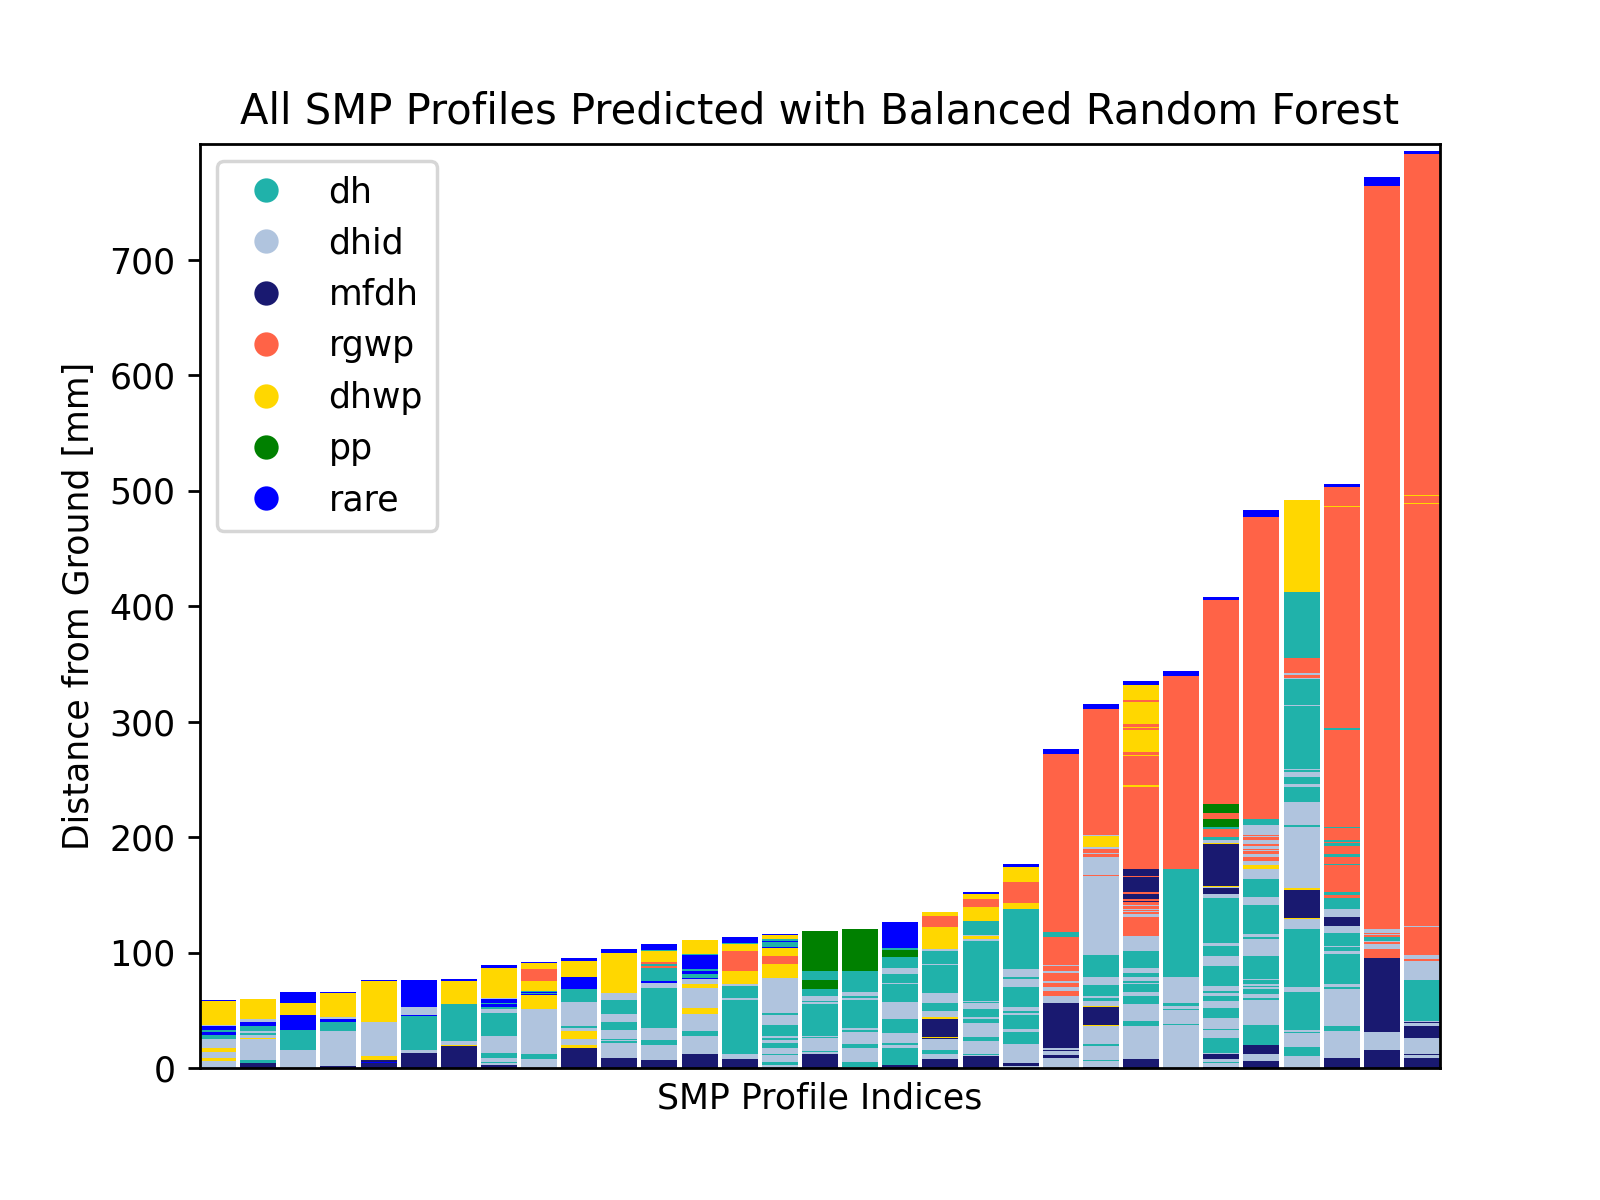 All SMP Profiles Predicted with Balanced Random Forest
dh
dhid
mfdh
rgwp
dhwp
pp
rare
700
600
500
400
300
200
100
0
Distance from Ground [mm]
SMP Profile Indices